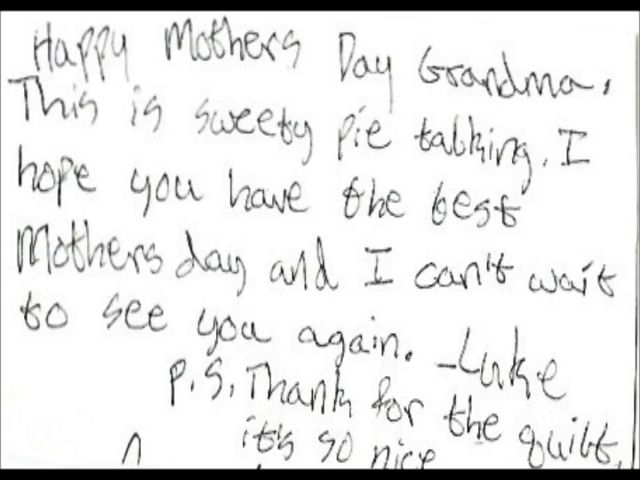 Happy Mothers Day Grandma.
This is sweety pie talking. I
hope you have the best
Mothers day and I can't wait
to see you again. -Luke
P.S. Thank for the quilt,
it's so nice